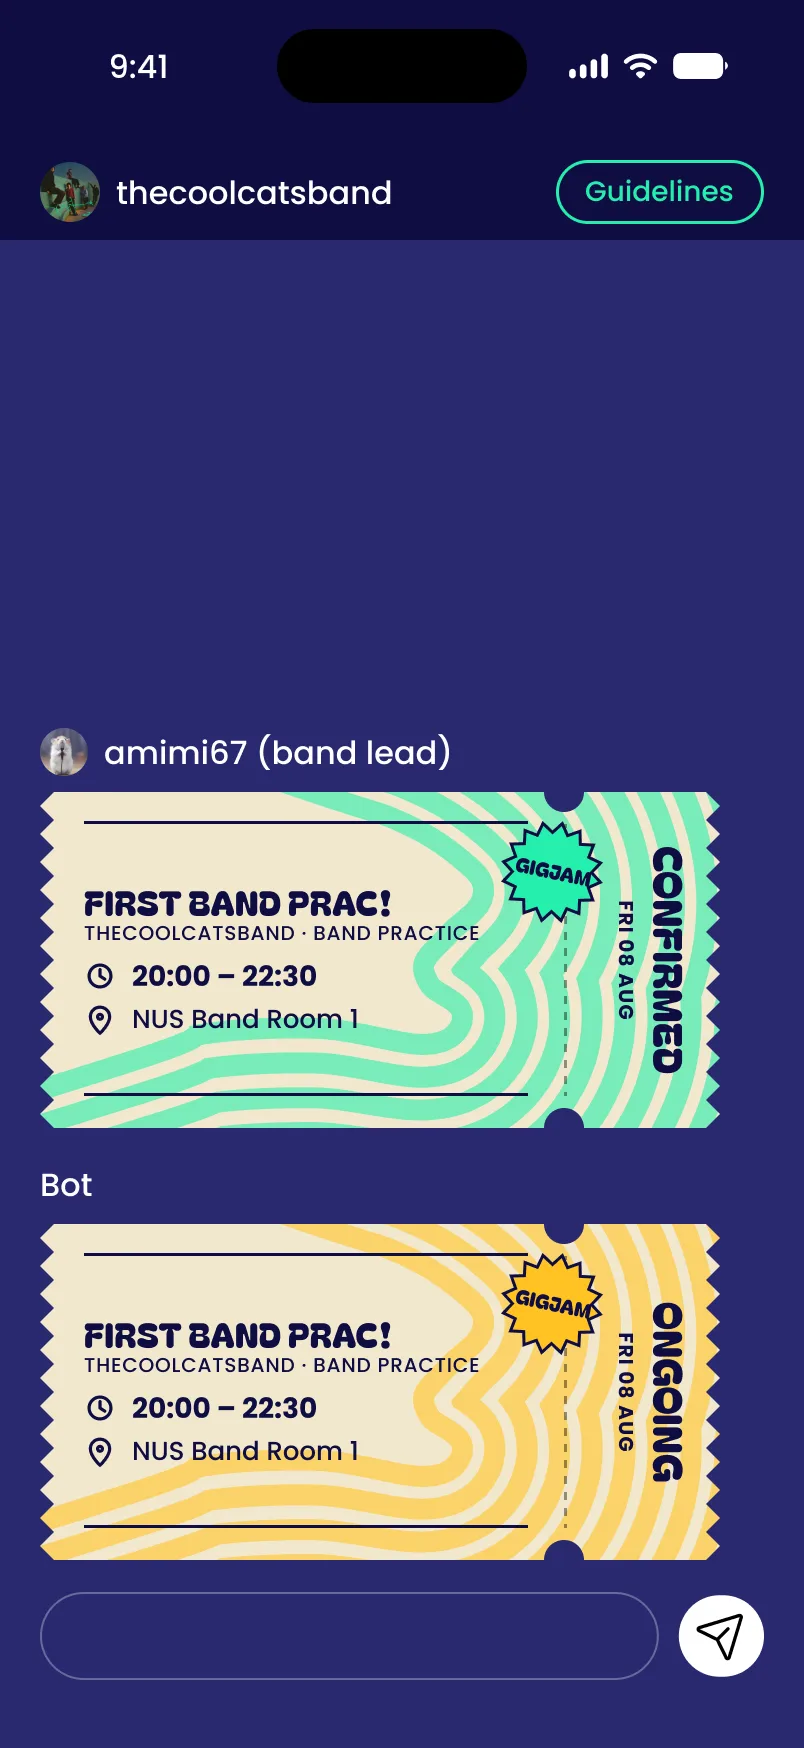 9:41
thecoolcatsband
Guidelines
amimi67 (band lead)
GIGJAM
FIRST BAND PRAC!
THECOOLCATSBAND · BAND PRACTICE
20:00 – 22:30
NUS Band Room 1
FRI 08 AUG
CONFIRMED
Bot
GIGJAM
FIRST BAND PRAC!
THECOOLCATSBAND · BAND PRACTICE
20:00 – 22:30
NUS Band Room 1
FRI 08 AUG
ONGOING